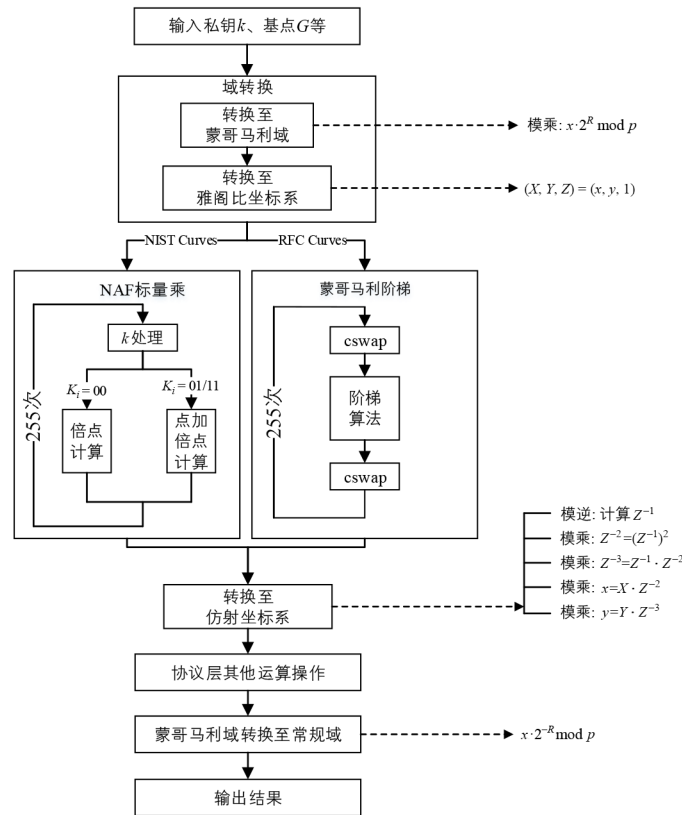 输入私钥k、基点G等
域转换
转换至
蒙哥马利域
模乘: x·2^R mod p
转换至
雅阁比坐标系
(X, Y, Z) = (x, y, 1)
NIST Curves
RFC Curves
NAF标量乘
蒙哥马利阶梯
k处理
cswap
K_i = 00
K_i = 01/11
255次
倍点
计算
点加
倍点
计算
255次
阶梯
算法
cswap
模逆: 计算 Z^{-1}
模乘: Z^{-2}=(Z^{-1})^2
模乘: Z^{-3}=Z^{-1} · Z^{-2}
模乘: x=X · Z^{-2}
模乘: y=Y · Z^{-3}
转换至
仿射坐标系
协议层其他运算操作
蒙哥马利域转换至常规域
x·2^{-R} mod p
输出结果